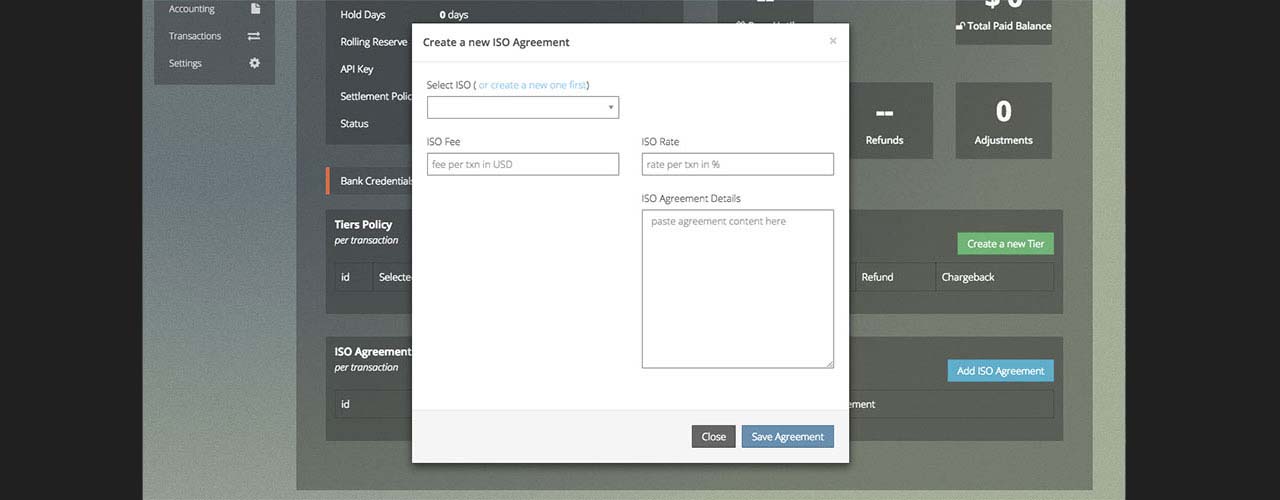 Accounting
Transactions
Settings
Hold Days 0 days
Rolling Reserve
API Key
Settlement Polic
Status
$ 0
Total Paid Balance
--
Refunds
0
Adjustments
Bank Credentials
Tiers Policy
per transaction
Create a new Tier
id Selecte Refund Chargeback
ISO Agreement
per transaction
Add ISO Agreement
id ement
Create a new ISO Agreement ×
Select ISO ( or create a new one first)
ISO Fee ISO Rate
fee per txn in USD rate per txn in %
ISO Agreement Details
paste agreement content here
Close Save Agreement